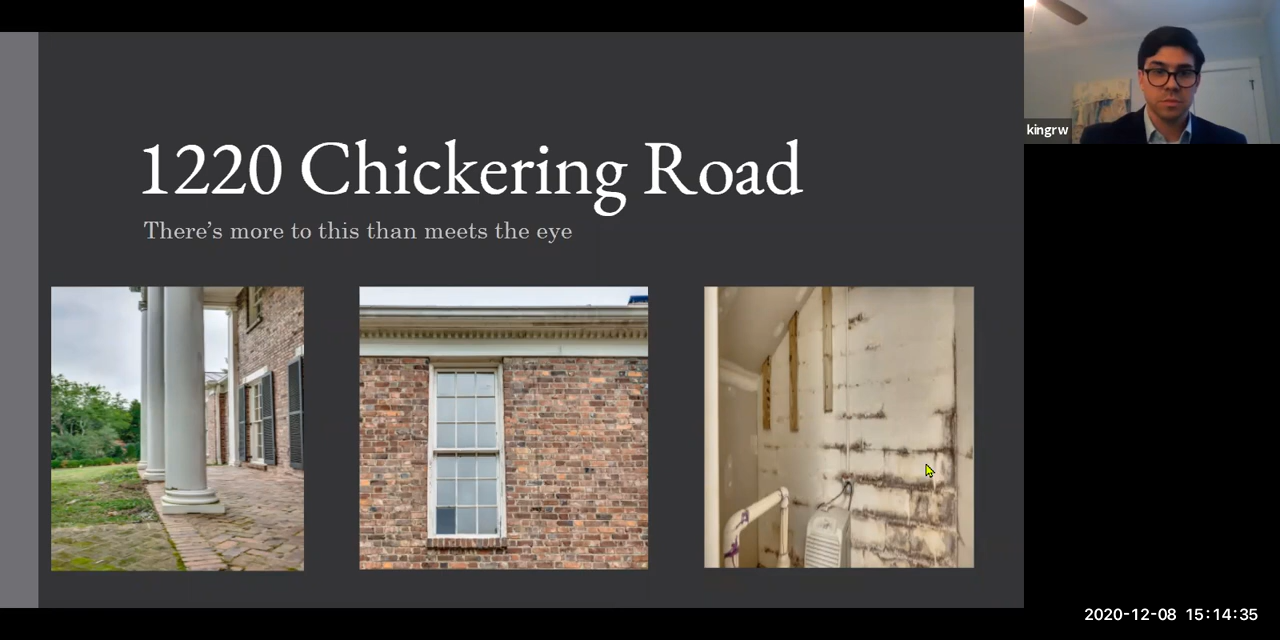 1220 Chickering Road
There’s more to this than meets the eye
kingrw
2020-12-08 15:14:35